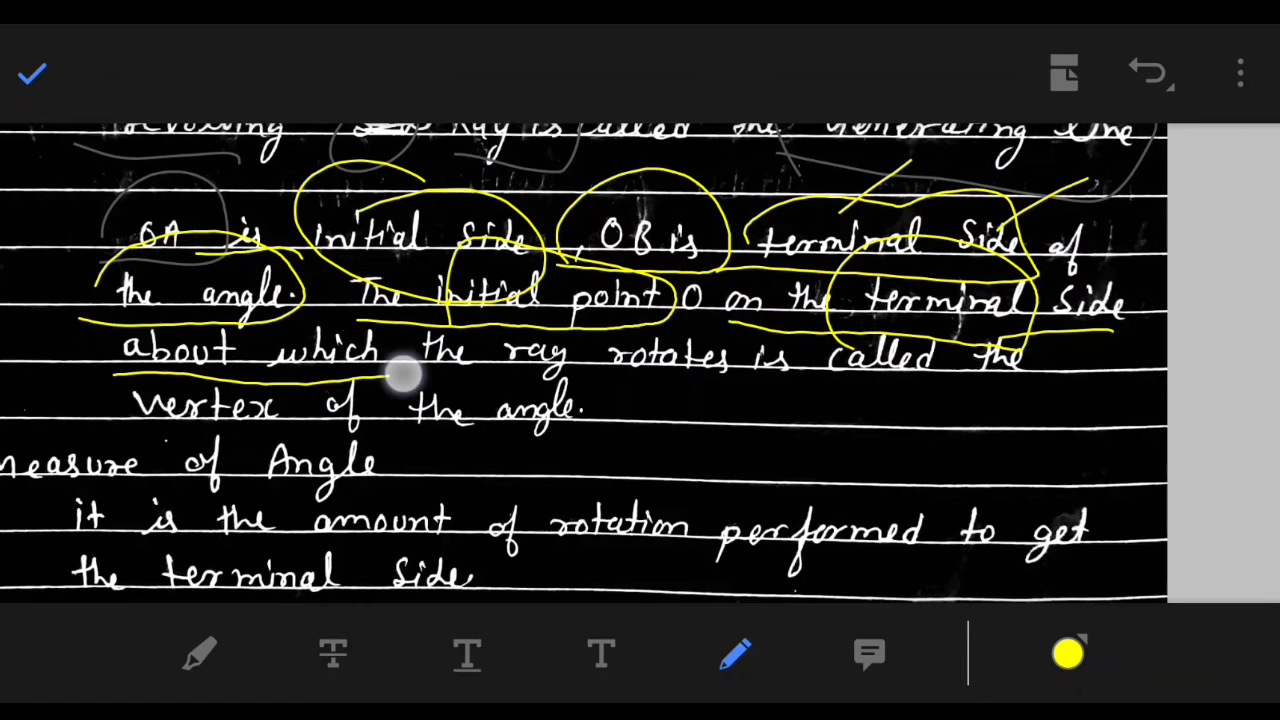 revolving Ray is called the Generating line
OA is initial side, OB is terminal side of
the angle. The initial point O on the terminal side
about which the ray rotates is called the
vertex of the angle.
measure of Angle
it is the amount of rotation performed to get
the terminal side
T
T
T